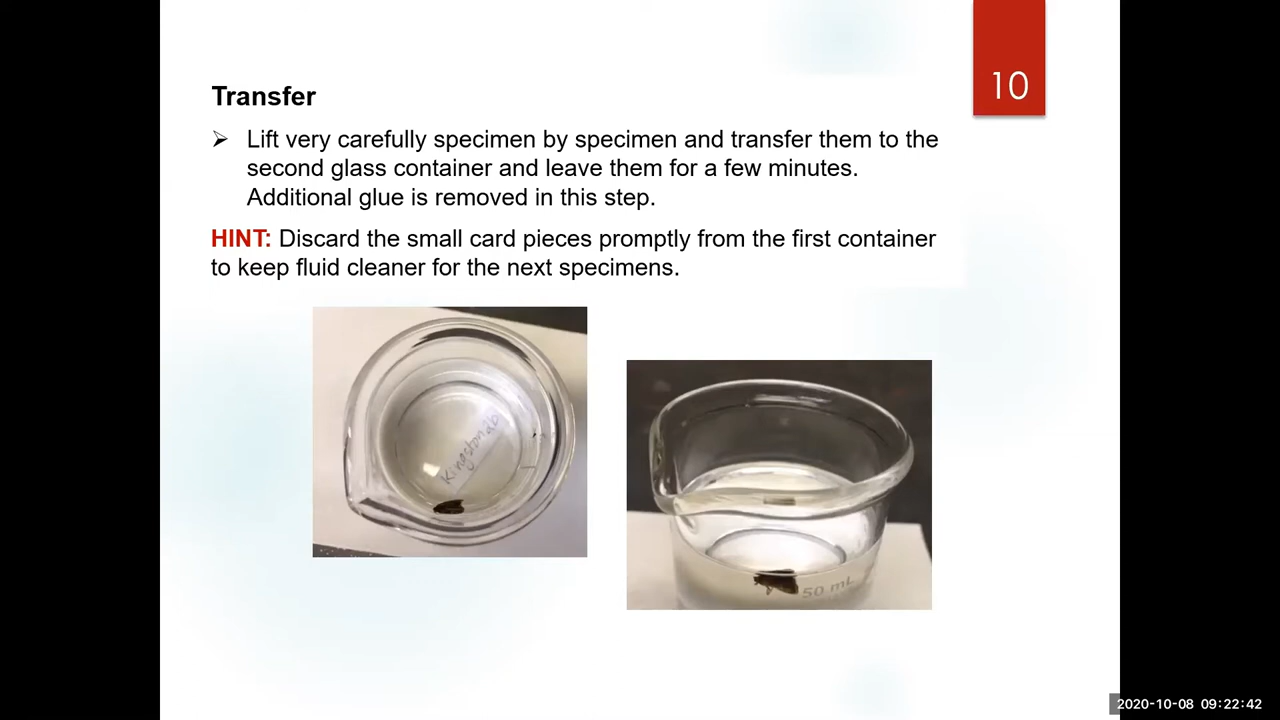 10
Transfer
➢ Lift very carefully specimen by specimen and transfer them to the
second glass container and leave them for a few minutes.
Additional glue is removed in this step.
HINT: Discard the small card pieces promptly from the first container
to keep fluid cleaner for the next specimens.
Kingston
50 mL
2020-10-08 09:22:42